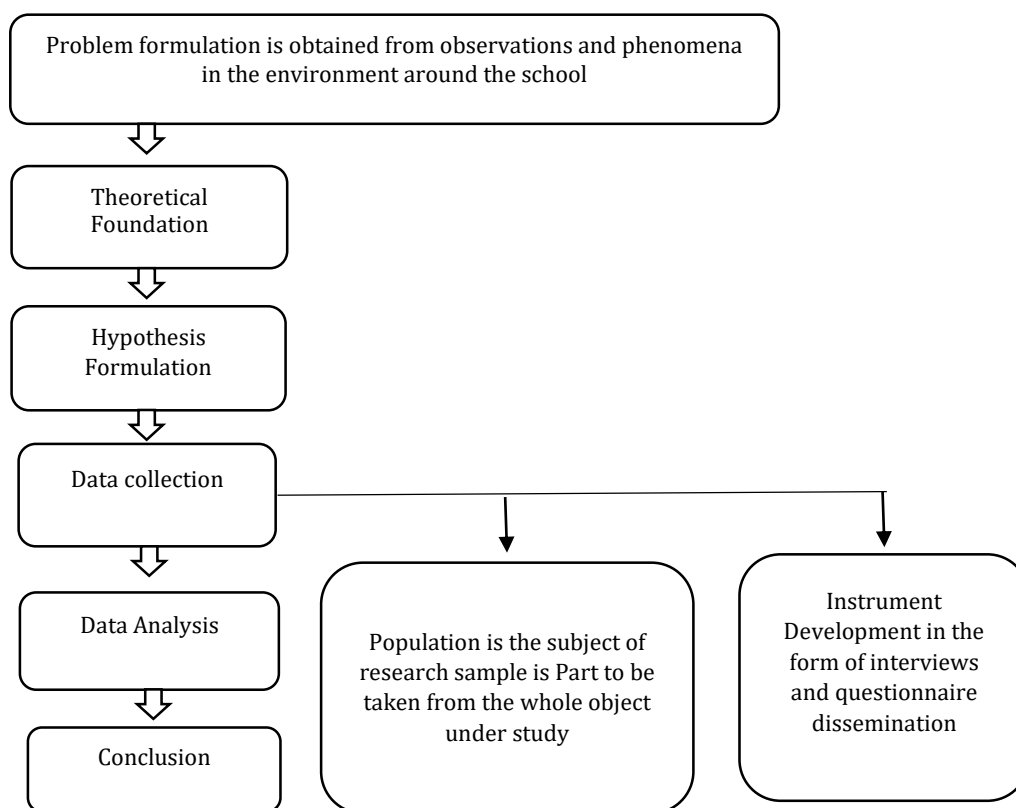 Problem formulation is obtained from observations and phenomena
in the environment around the school
Theoretical
Foundation
Hypothesis
Formulation
Data collection
Data Analysis
Conclusion
Population is the subject of
research sample is Part to be
taken from the whole object
under study
Instrument
Development in the
form of interviews
and questionnaire
dissemination